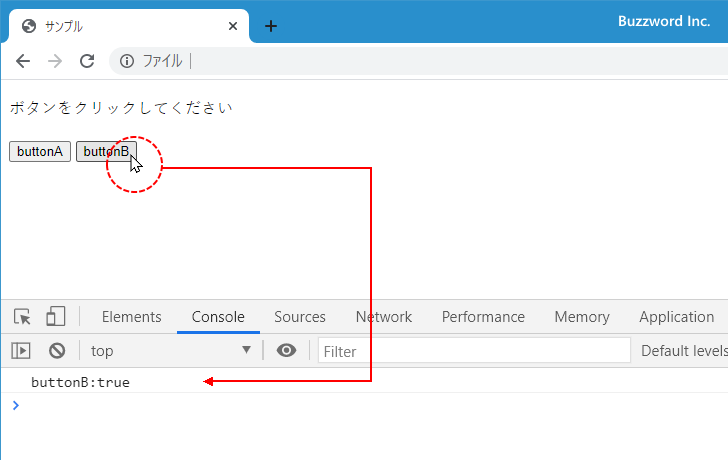 サンプル
Buzzword Inc.
ファイル
ボタンをクリックしてください
buttonA buttonB
Elements Console Sources Network Performance Memory Application
top Filter Default levels
buttonB:true